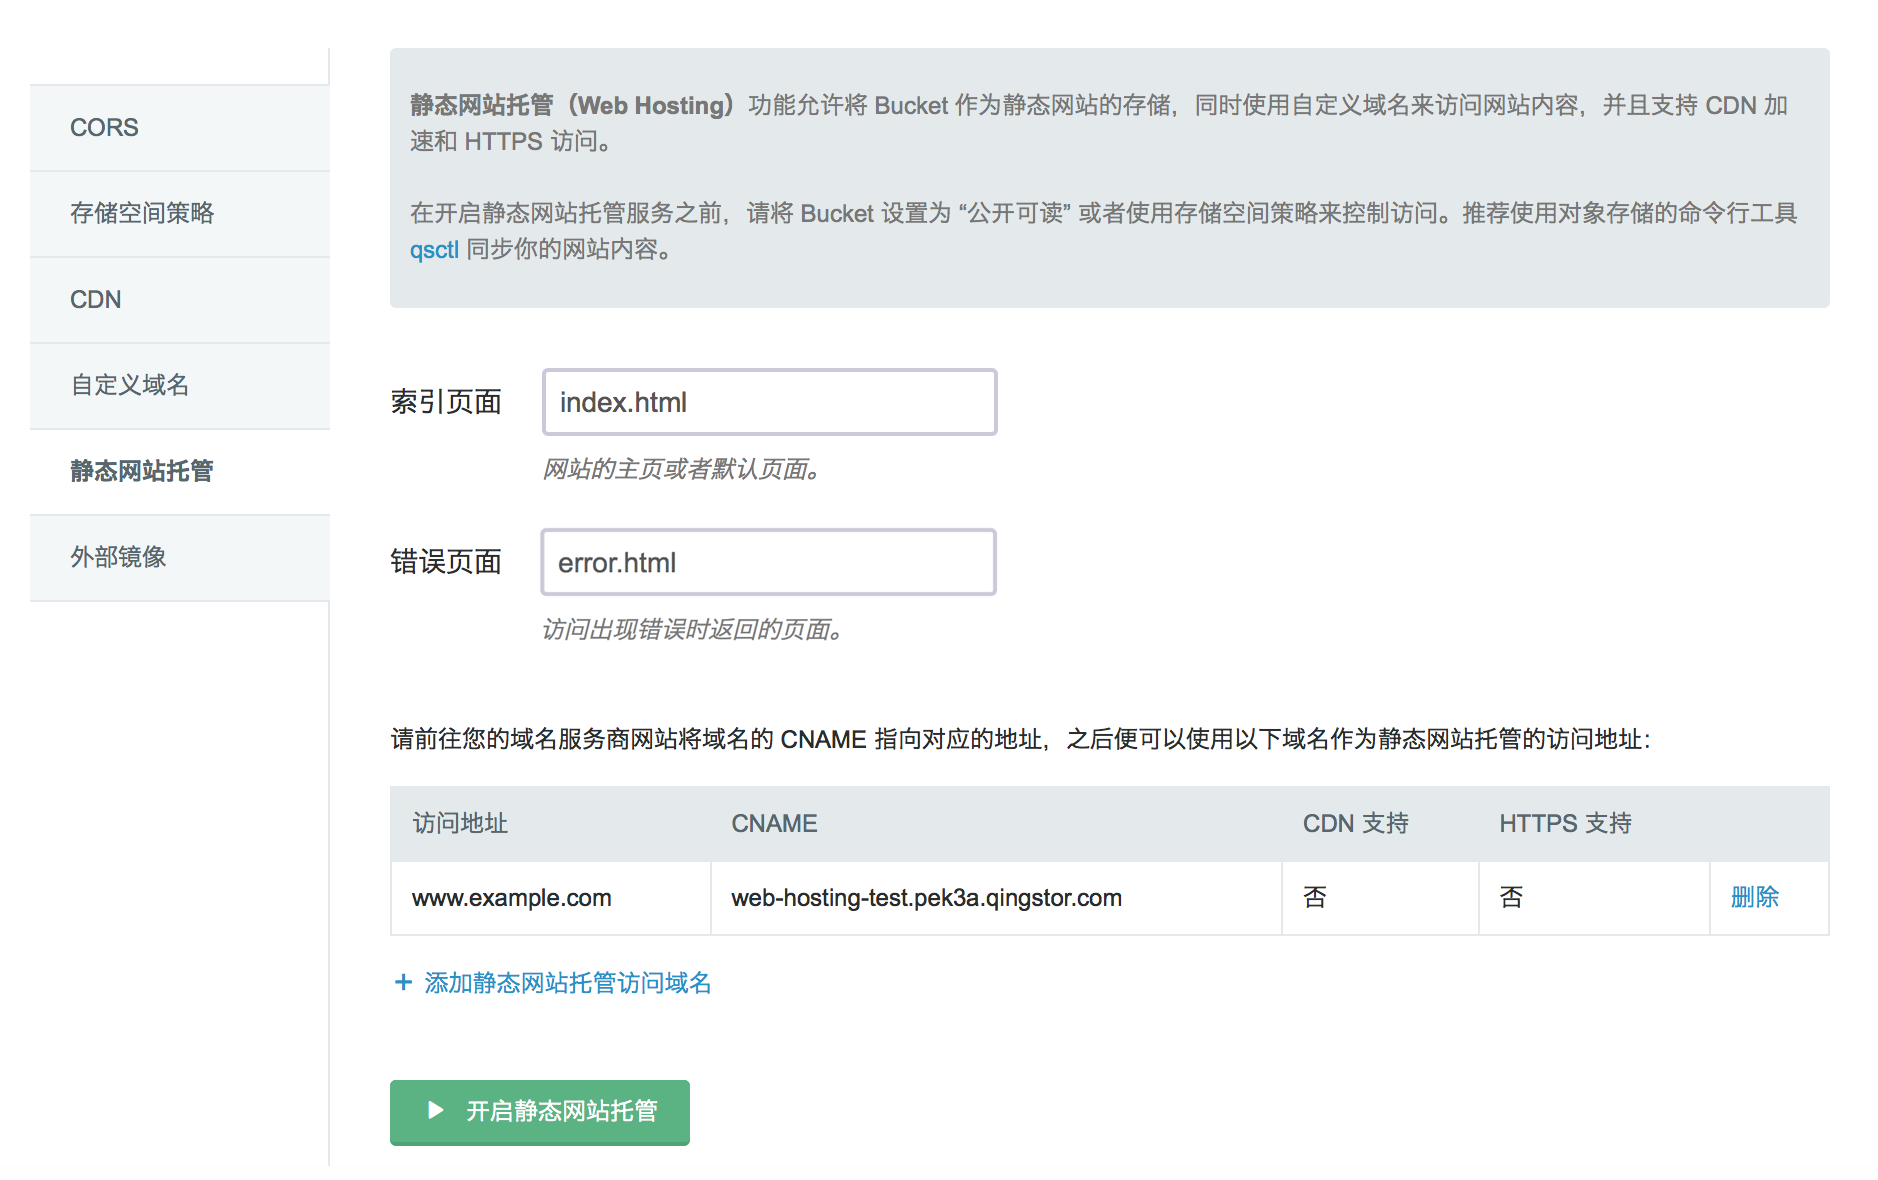 CORS
存储空间策略
CDN
自定义域名
静态网站托管
外部镜像
静态网站托管（Web Hosting）功能允许将 Bucket 作为静态网站的存储，同时使用自定义域名来访问网站内容，并且支持 CDN 加
速和 HTTPS 访问。
在开启静态网站托管服务之前，请将 Bucket 设置为 “公开可读” 或者使用存储空间策略来控制访问。推荐使用对象存储的命令行工具
qsctl 同步你的网站内容。
索引页面 index.html
网站的主页或者默认页面。
错误页面 error.html
访问出现错误时返回的页面。
请前往您的域名服务商网站将域名的 CNAME 指向对应的地址，之后便可以使用以下域名作为静态网站托管的访问地址：
访问地址 CNAME CDN 支持 HTTPS 支持
www.example.com web-hosting-test.pek3a.qingstor.com 否 否 删除
+ 添加静态网站托管访问域名
开启静态网站托管